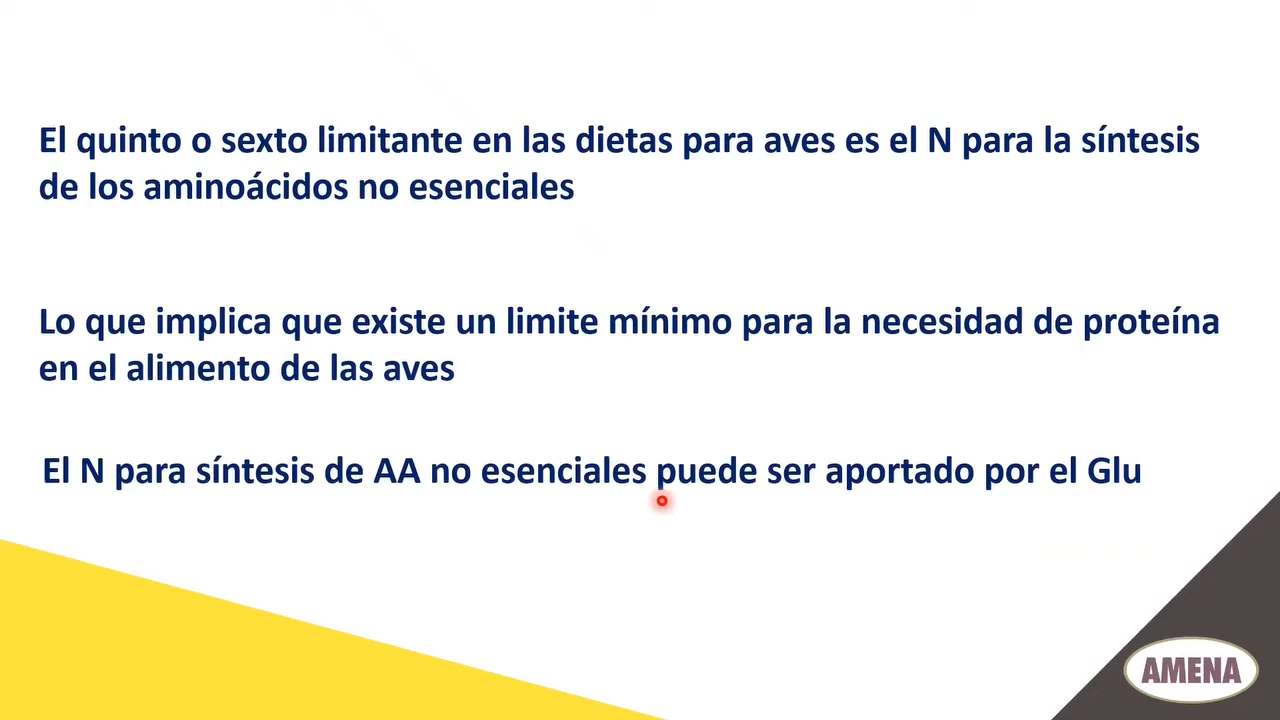 El quinto o sexto limitante en las dietas para aves es el N para la síntesis
de los aminoácidos no esenciales
Lo que implica que existe un limite mínimo para la necesidad de proteína
en el alimento de las aves
El N para síntesis de AA no esenciales puede ser aportado por el Glu
AMENA